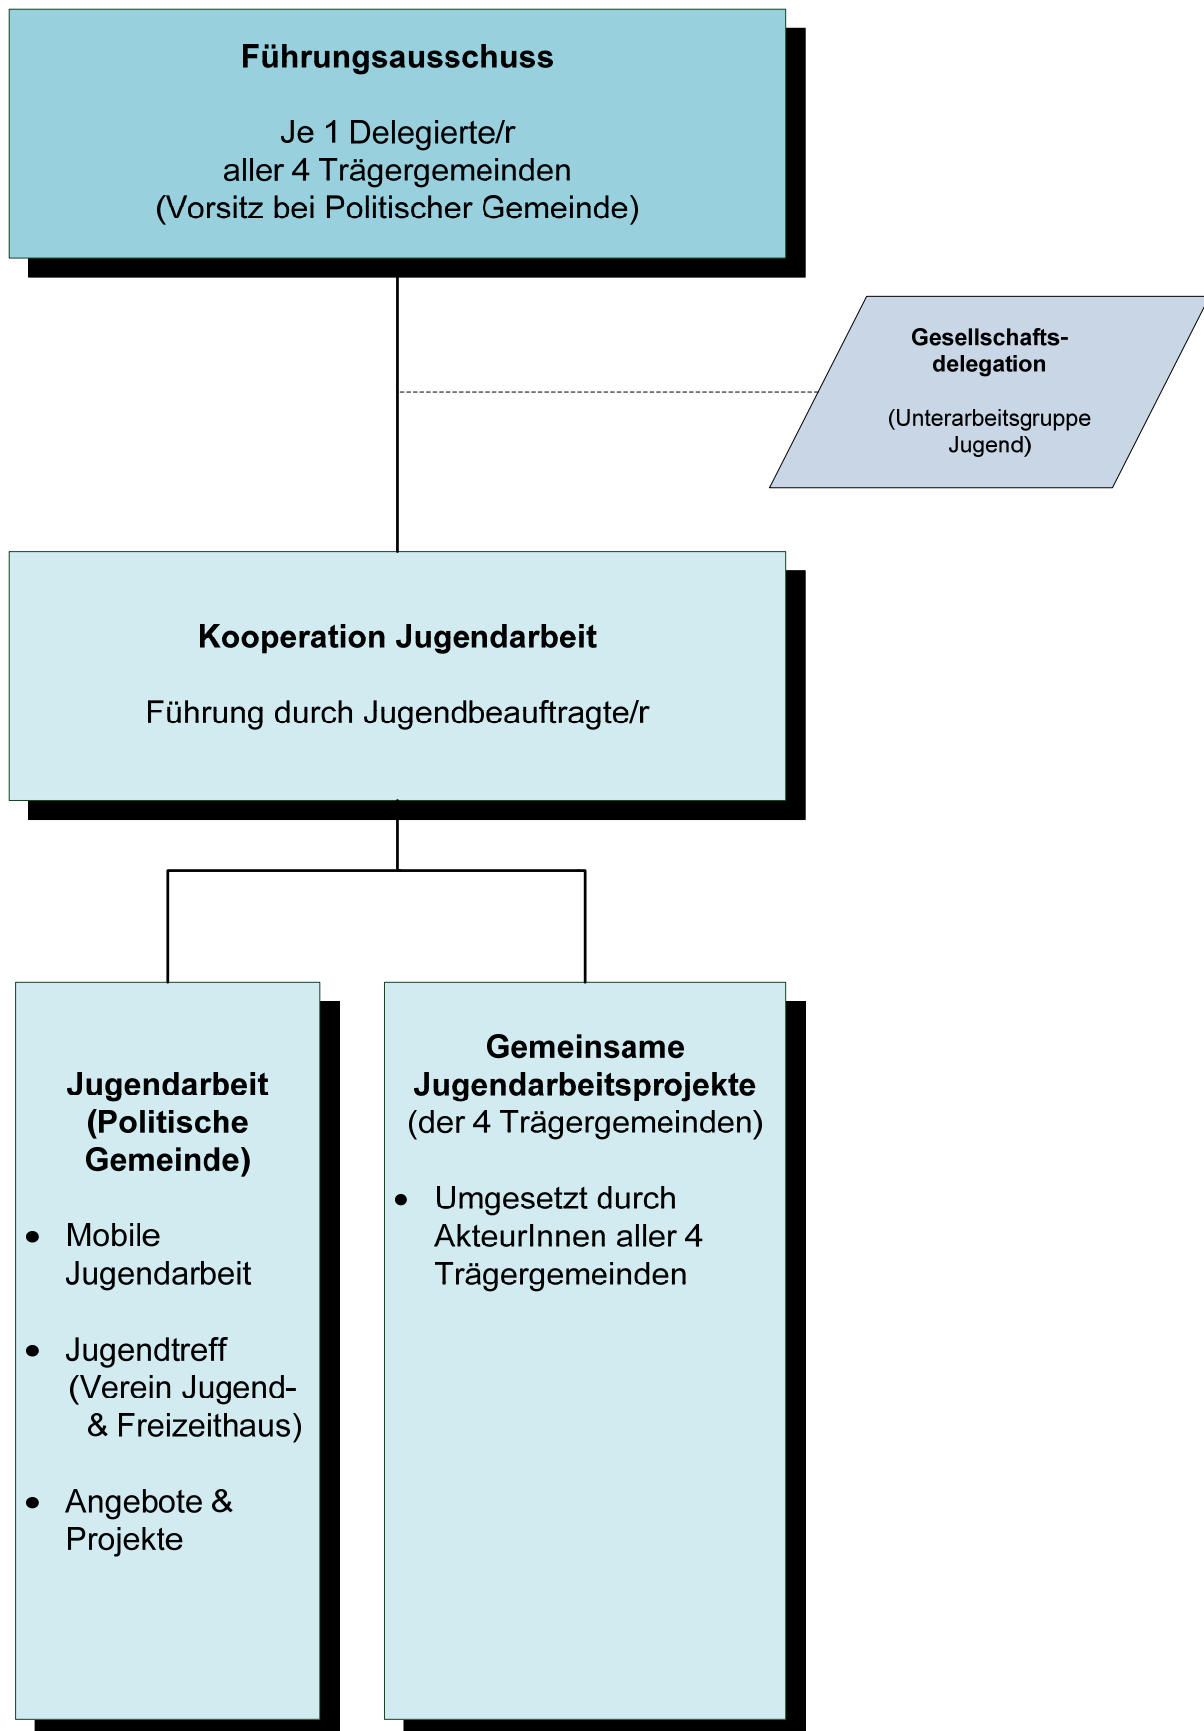 Führungsausschuss
Je 1 Delegierte/r
aller 4 Trägergemeinden
(Vorsitz bei Politischer Gemeinde)
Gesellschafts-
delegation
(Unterarbeitsgruppe
Jugend)
Kooperation Jugendarbeit
Führung durch Jugendbeauftragte/r
Jugendarbeit
(Politische
Gemeinde)
• Mobile
Jugendarbeit
• Jugendtreff
(Verein Jugend-
& Freizeithaus)
• Angebote &
Projekte
Gemeinsame
Jugendarbeitsprojekte
(der 4 Trägergemeinden)
• Umgesetzt durch
AkteurInnen aller 4
Trägergemeinden